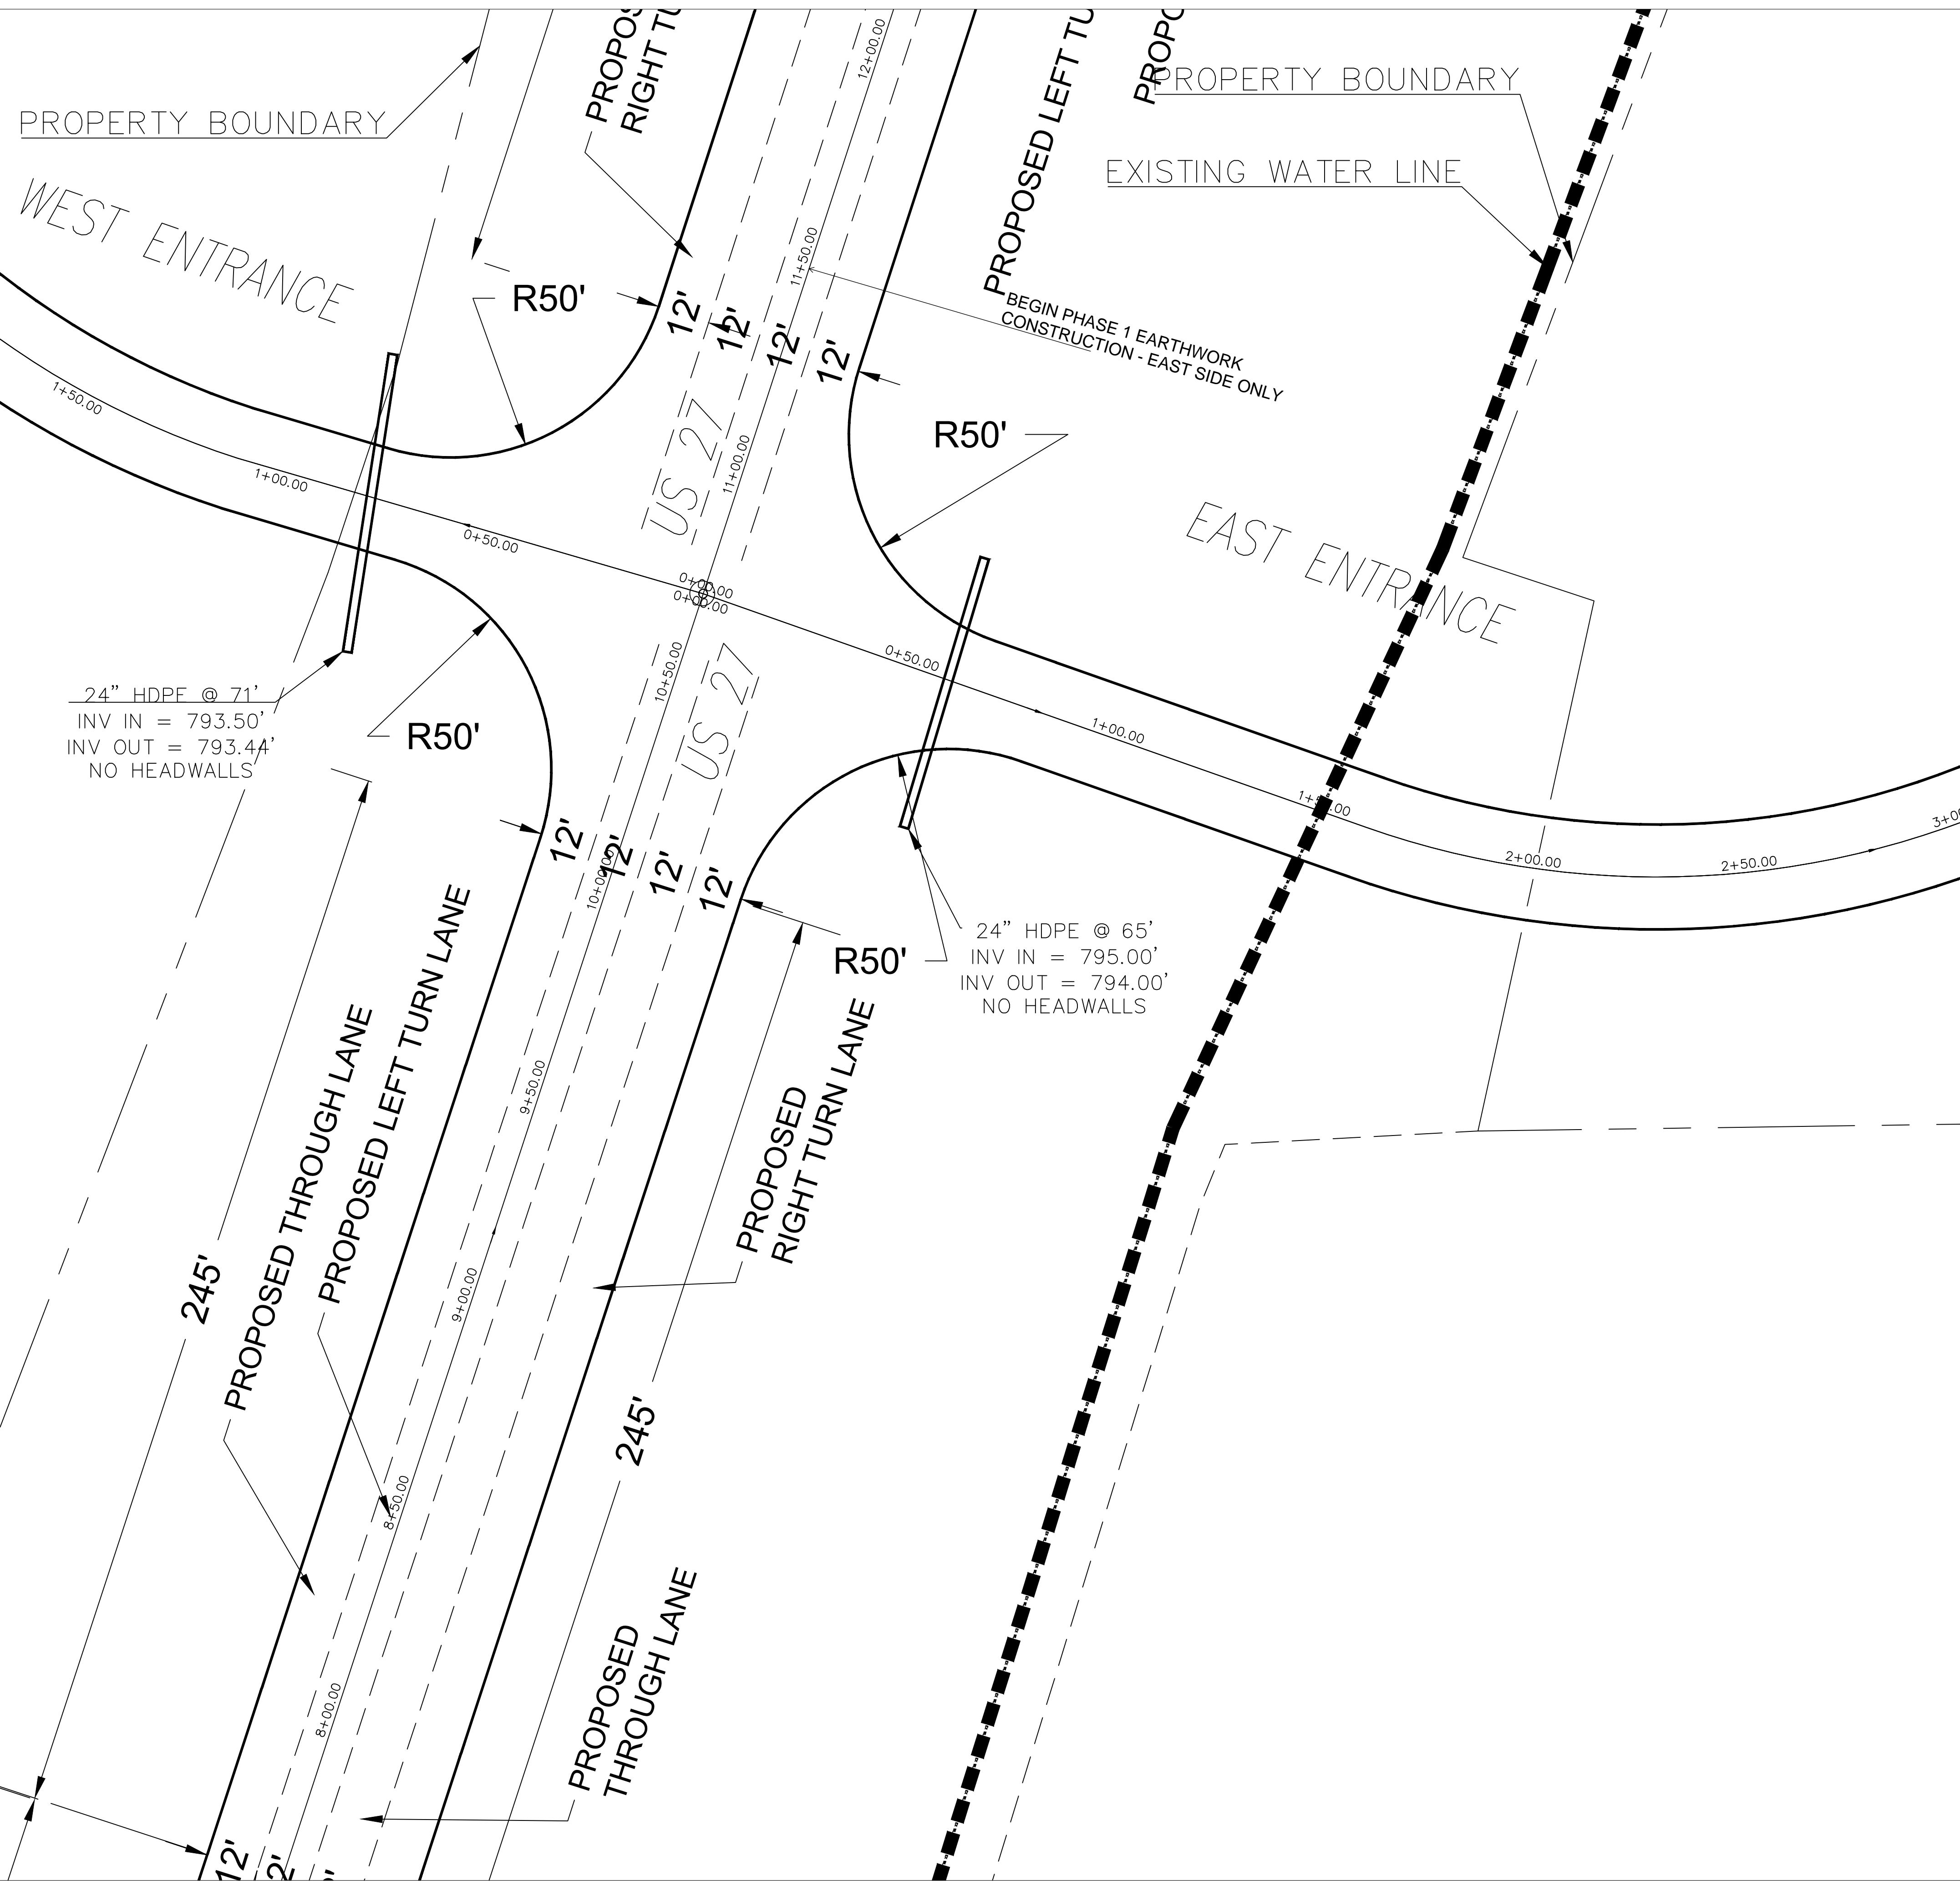 PROPERTY BOUNDARY
WEST ENTRANCE
RIGHT
12+00.00
PROPOSED LEFT
PROPERTY BOUNDARY
EXISTING WATER LINE
11+50.00
R50'
12'
12'
12'
12'
BEGIN PHASE 1 EARTHWORK
CONSTRUCTION - EAST SIDE ONLY
1+50.00
1+00.00
0+50.00
US 27
11+00.00
R50'
EAST ENTRANCE
0+00.00
0+00.00
10+50.00
US 27
0+50.00
1+00.00
2+00.00
2+50.00
24" HDPE @ 71'
INV IN = 793.50'
INV OUT = 793.44'
NO HEADWALLS
R50'
12'
12'
12'
12'
10+00.00
R50'
24" HDPE @ 65'
INV IN = 795.00'
INV OUT = 794.00'
NO HEADWALLS
9+50.00
PROPOSED THROUGH LANE
PROPOSED LEFT TURN LANE
PROPOSED
RIGHT TURN LANE
245'
9+00.00
245'
8+50.00
PROPOSED
THROUGH LANE
8+00.00
12'